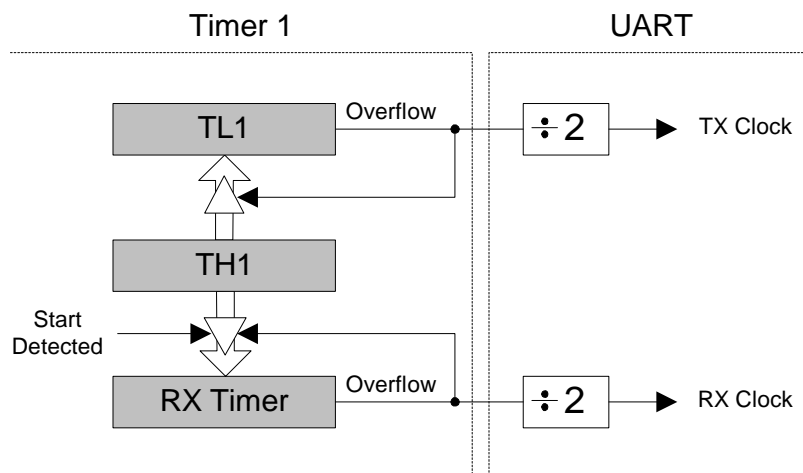 Timer 1
UART
TL1
Overflow
÷ 2
TX Clock
TH1
Start
Detected
RX Timer
Overflow
÷ 2
RX Clock